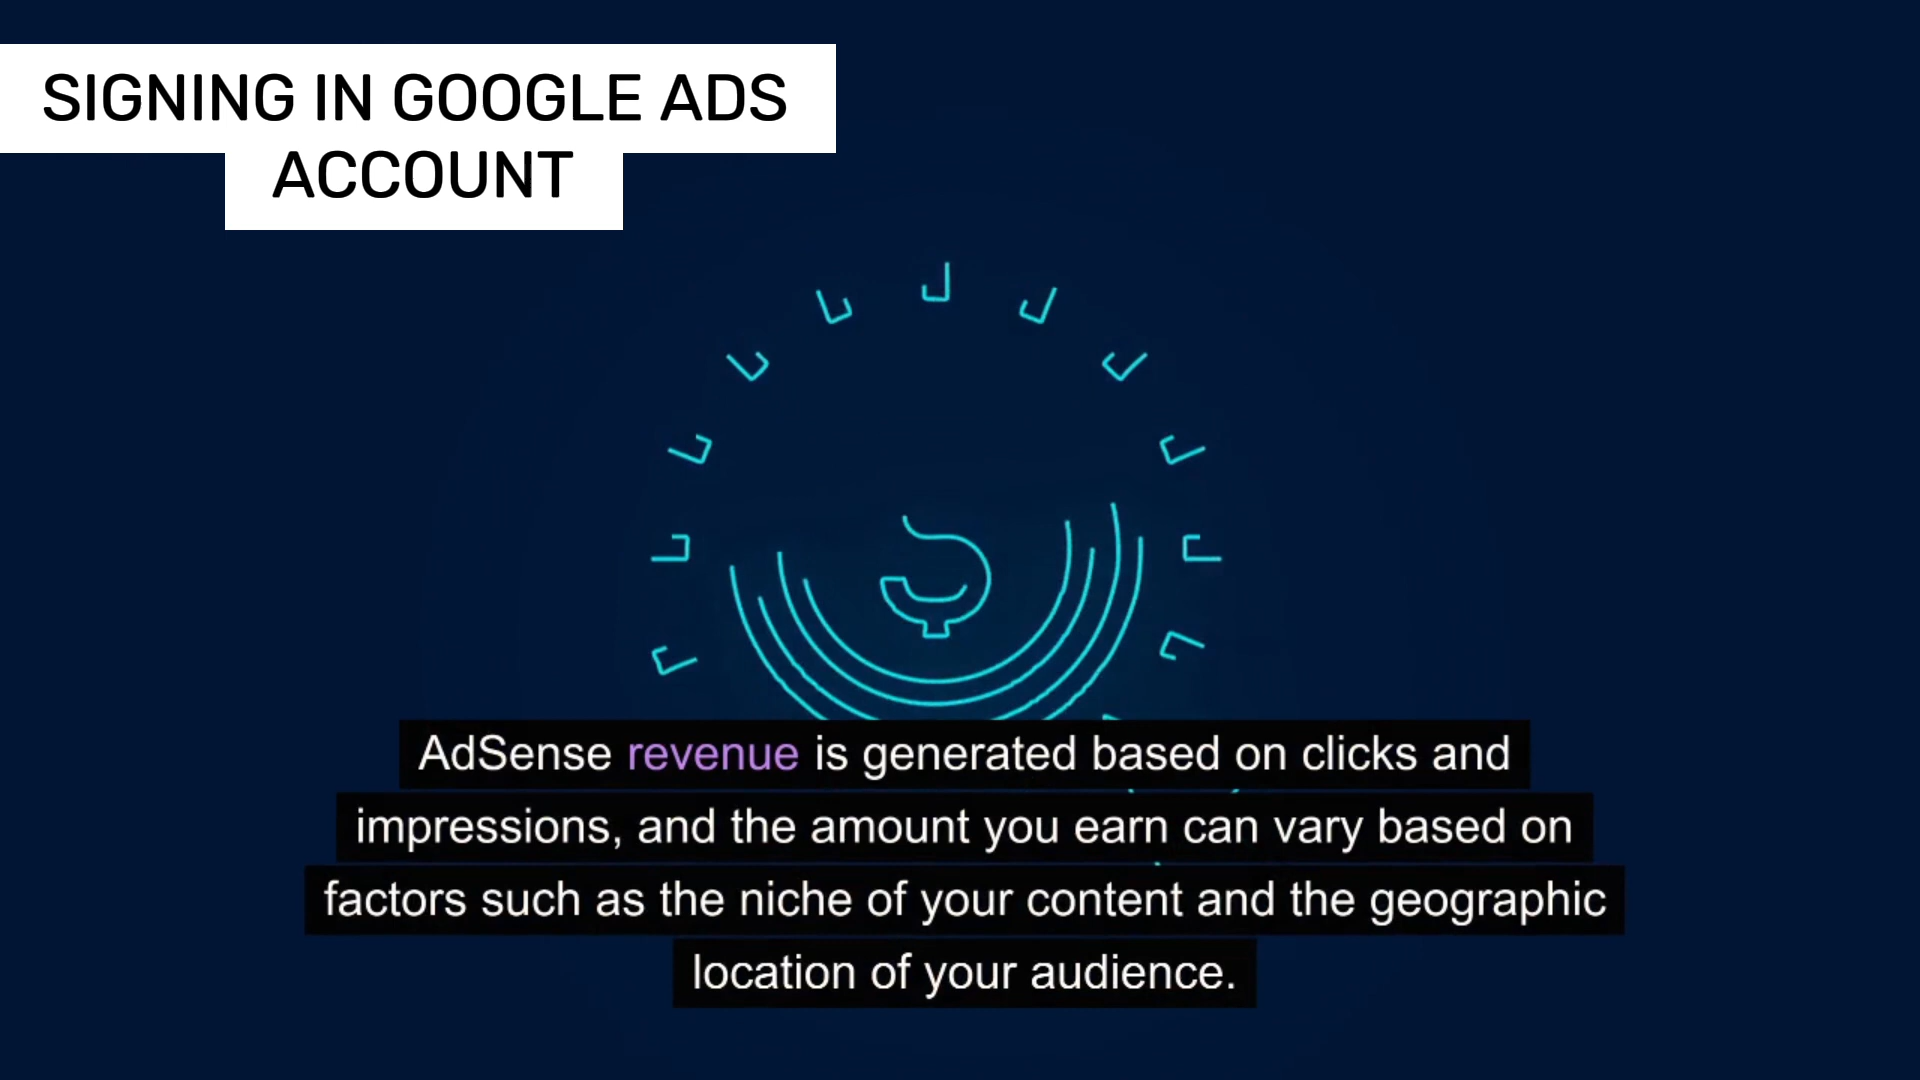 SIGNING IN GOOGLE ADS
ACCOUNT
AdSense revenue is generated based on clicks and
impressions, and the amount you earn can vary based on
factors such as the niche of your content and the geographic
location of your audience.